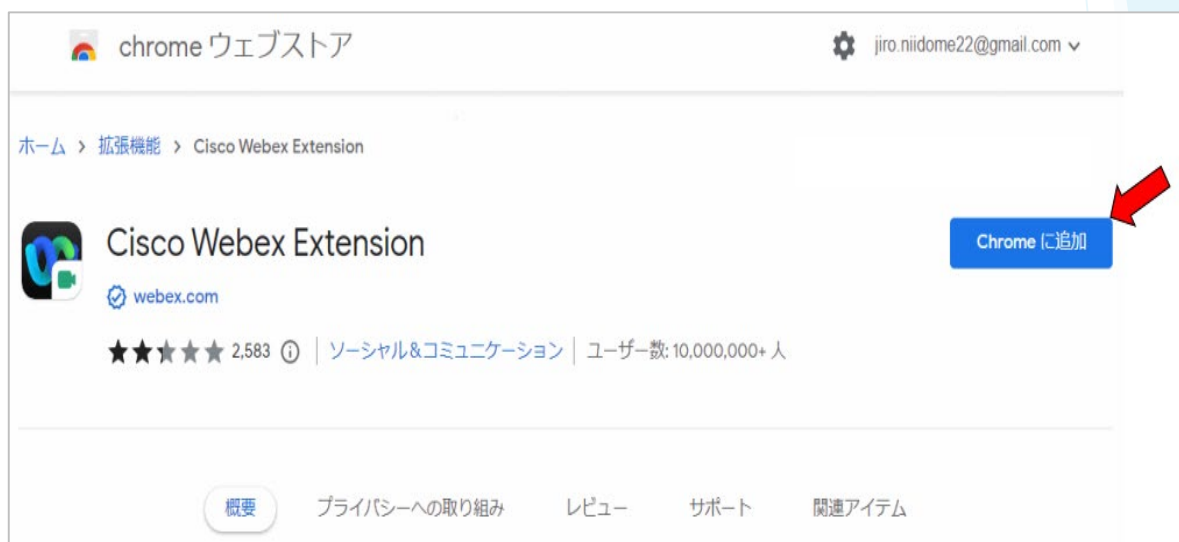 chrome ウェブストア
jiro.niidome22@gmail.com
ホーム > 拡張機能 > Cisco Webex Extension
Cisco Webex Extension
Chrome に追加
webex.com
2,583 ソーシャル&コミュニケーション ユーザー数: 10,000,000+ 人
概要 プライバシーへの取り組み レビュー サポート 関連アイテム